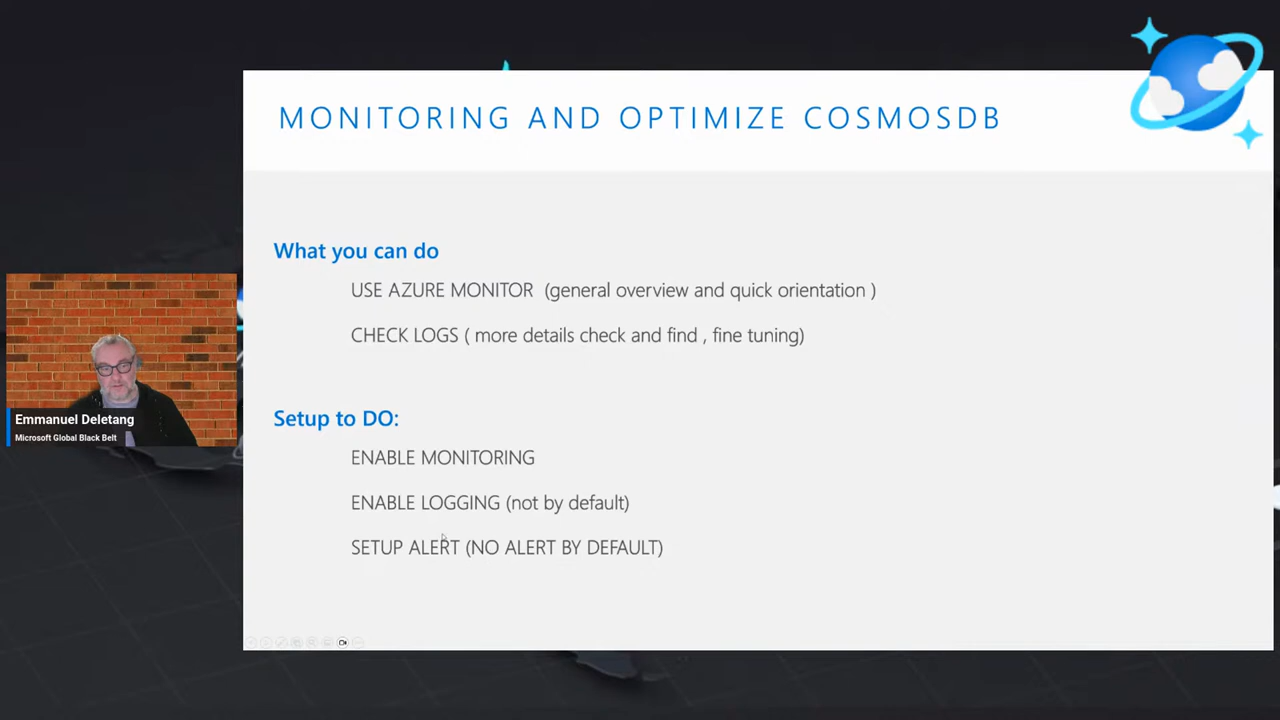 MONITORING AND OPTIMIZE COSMOSDB
What you can do
USE AZURE MONITOR (general overview and quick orientation )
CHECK LOGS ( more details check and find , fine tuning)
Setup to DO:
ENABLE MONITORING
ENABLE LOGGING (not by default)
SETUP ALERT (NO ALERT BY DEFAULT)
Emmanuel Deletang
Microsoft Global Black Belt